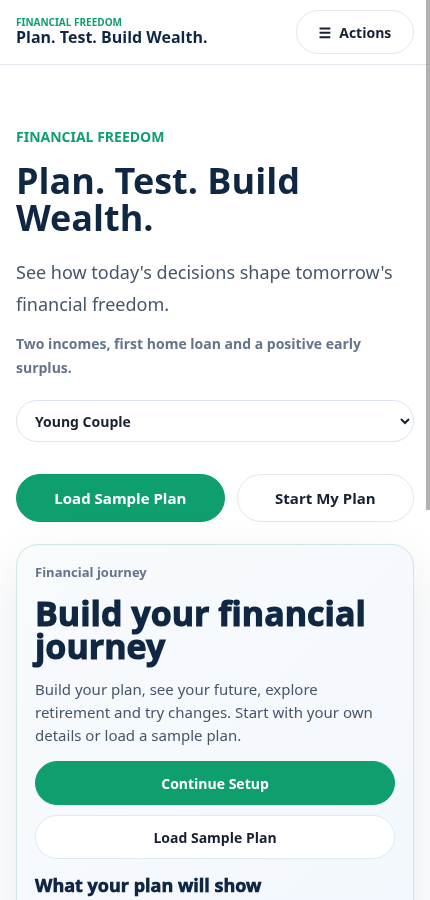 FINANCIAL FREEDOM
Plan. Test. Build Wealth.
☰ Actions
FINANCIAL FREEDOM
Plan. Test. Build
Wealth.
See how today's decisions shape tomorrow's
financial freedom.
Two incomes, first home loan and a positive early
surplus.
Young Couple
Load Sample Plan
Start My Plan
Financial journey
Build your financial
journey
Build your plan, see your future, explore
retirement and try changes. Start with your own
details or load a sample plan.
Continue Setup
Load Sample Plan
What your plan will show